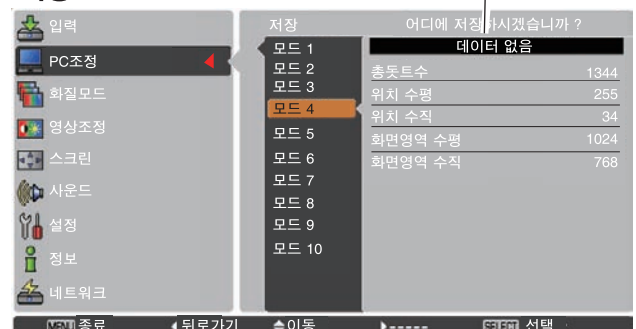 입력
PC조정
화질모드
영상조정
스크린
사운드
설정
정보
네트워크
저장
모드 1
모드 2
모드 3
모드 4
모드 5
모드 6
모드 7
모드 8
모드 9
모드 10
어디에 저장하시겠습니까 ?
데이터 없음
총돗트수 1344
위치 수평 255
위치 수직 34
화면영역 수평 1024
화면영역 수직 768
MENU 종료 뒤로가기 이동 ----- SELECT 선택